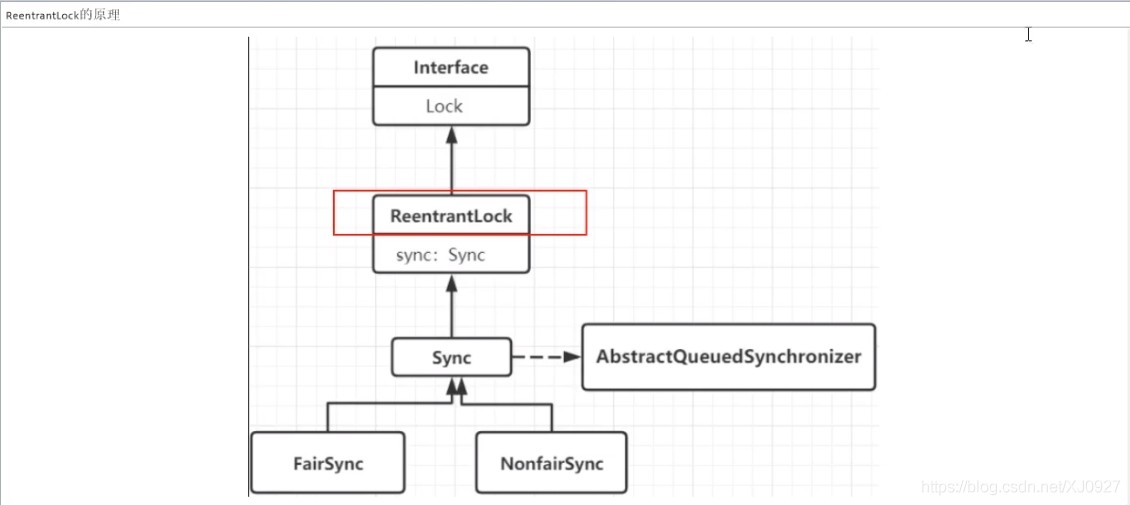 ReentrantLock的原理
Interface
Lock
ReentrantLock
sync: Sync
Sync
AbstractQueuedSynchronizer
FairSync
NonfairSync
https://blog.csdn.net/XJ0927